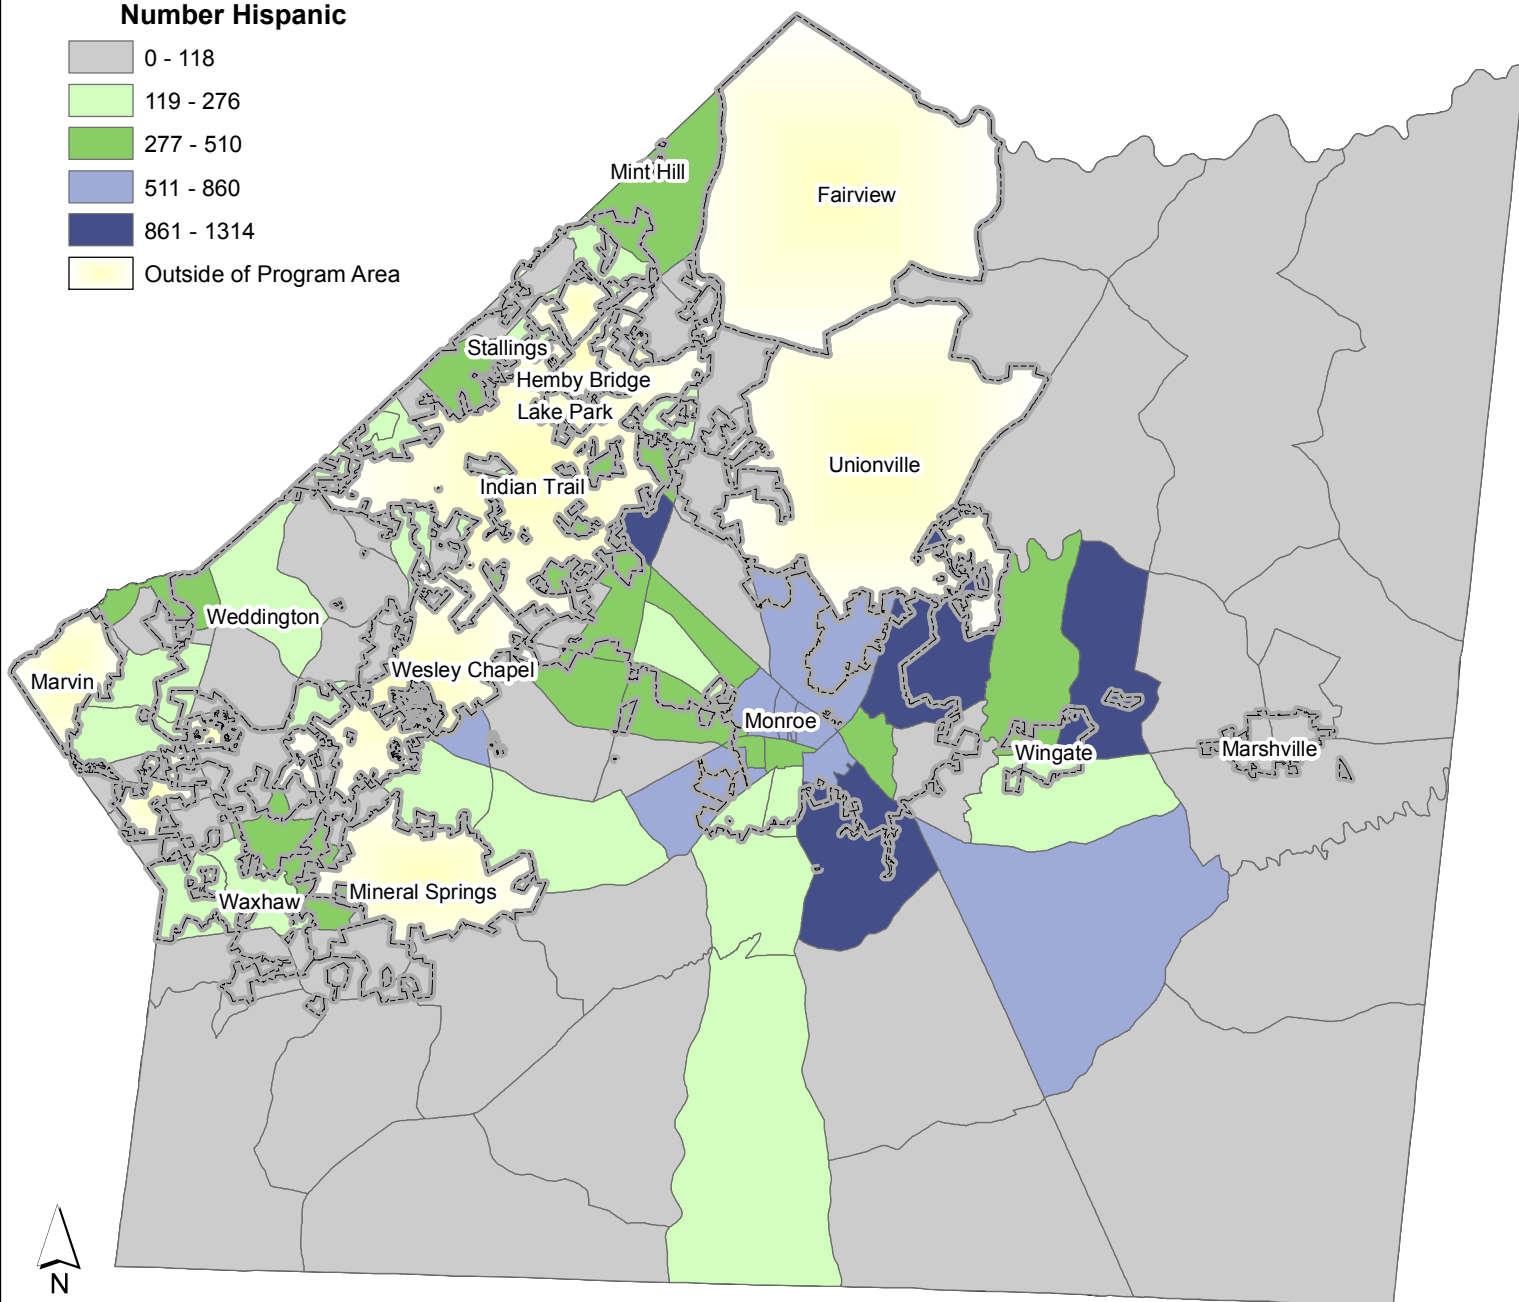 Number Hispanic
0 - 118
119 - 276
277 - 510
511 - 860
861 - 1314
Outside of Program Area
Mint Hill
Fairview
Stallings
Hemby Bridge
Lake Park
Unionville
Indian Trail
Weddington
Wesley Chapel
Marvin
Monroe
Wingate
Marshville
Mineral Springs
Waxhaw
N